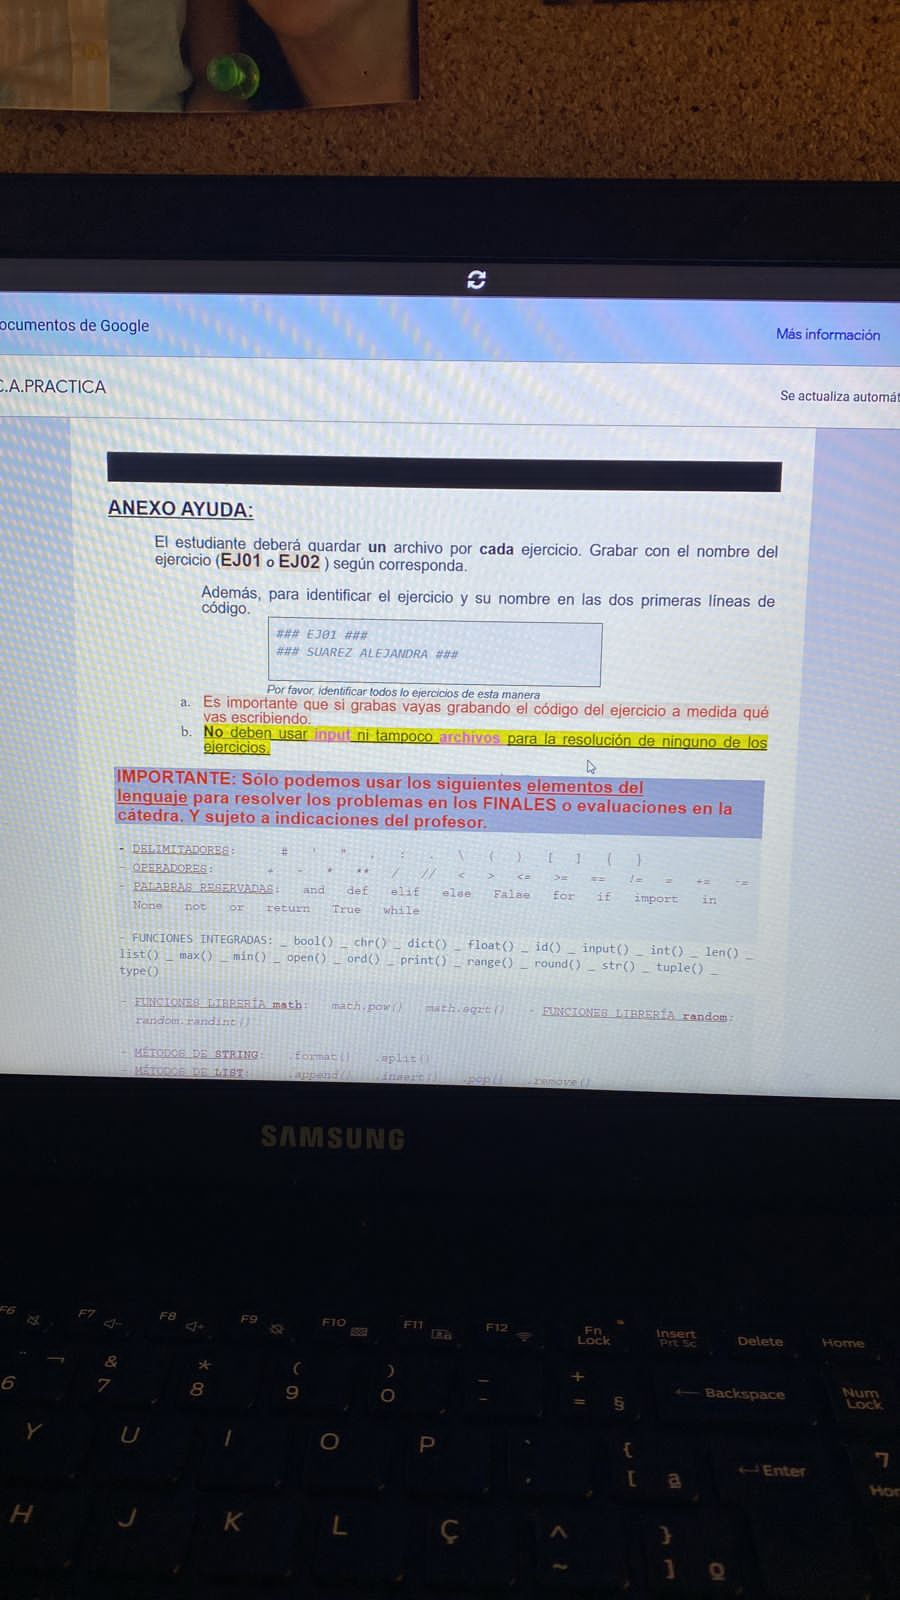 ocumentos de Google
Más información
C.A.PRACTICA
Se actualiza automát
ANEXO AYUDA:
El estudiante deberá guardar un archivo por cada ejercicio. Grabar con el nombre del
ejercicio (EJ01 o EJ02 ) según corresponda.
Además, para identificar el ejercicio y su nombre en las dos primeras líneas de
código.
### EJ01 ###
### SUAREZ ALEJANDRA ###
Por favor, identificar todos lo ejercicios de esta manera
a. Es importante que si grabas vayas grabando el código del ejercicio a medida qué
vas escribiendo.
b. No deben usar input ni tampoco archivos para la resolución de ninguno de los
ejercicios.
IMPORTANTE: Sólo podemos usar los siguientes elementos del
lenguaje para resolver los problemas en los FINALES o evaluaciones en la
cátedra. Y sujeto a indicaciones del profesor.
- DELIMITADORES: # ' " , : . \ ( ) [ ] { }
- OPERADORES: + - * ** / // < > <= >= == != = += -=
- PALABRAS RESERVADAS: and def elif else False for if import in
None not or return True while
- FUNCIONES INTEGRADAS: _ bool() _ chr() _ dict() _ float() _ id() _ input() _ int() _ len() _
list() _ max() _ min() _ open() _ ord() _ print() _ range() _ round() _ str() _ tuple() _
type()
- FUNCIONES LIBRERÍA math: math.pow() math.sqrt() - FUNCIONES LIBRERÍA random:
random.randint()
- MÉTODOS DE STRING: .format() .split()
- MÉTODOS DE LIST: .append() .insert() .pop() .remove()
SAMSUNG
F6 F7 F8 F9 F10 F11 F12 Fn Lock Insert Prt Sc Delete Home
6 & 7 * 8 ( 9 ) 0 _ - + = § ← Backspace Num Lock
Y U I O P ` ´ { [ ª Enter 7 Hom
H J K L Ç ^ ~ } ] º